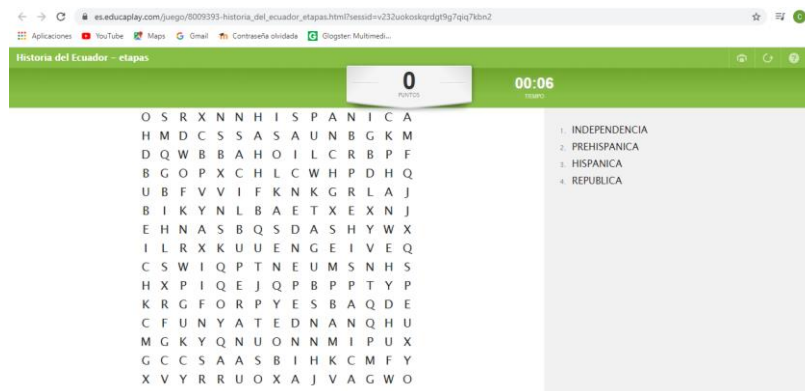 es.educaplay.com/juego/8009393-historia_del_ecuador_etapas.html?sessid=v232uokoskqrdgt9g7qiq7kbn2
Aplicaciones YouTube Maps Gmail Contraseña olvidada Glogster: Multimedi...
Historia del Ecuador - etapas
0
PUNTOS
00:06
TIEMPO
O S R X N N H I S P A N I C A
H M D C S S A S A U N B G K M
D Q W B B A H O I L C R B P F
B G O P X C H L C W H P D H Q
U B F V V I F K N K G R L A J
B I K Y N L B A E T X E X N J
E H N A S B Q S D A S H Y W X
I L R X K U U E N G E I V E Q
C S W I Q P T N E U M S N H S
H X P I Q E J Q P B P P T Y P
K R G F O R P Y E S B A Q D E
C F U N Y A T E D N A N Q H U
M G K Y Q N U O N N M I P U X
G C C S A A S B I H K C M F Y
X V Y R R U O X A J V A G W O
1. INDEPENDENCIA
2. PREHISPANICA
3. HISPANICA
4. REPUBLICA